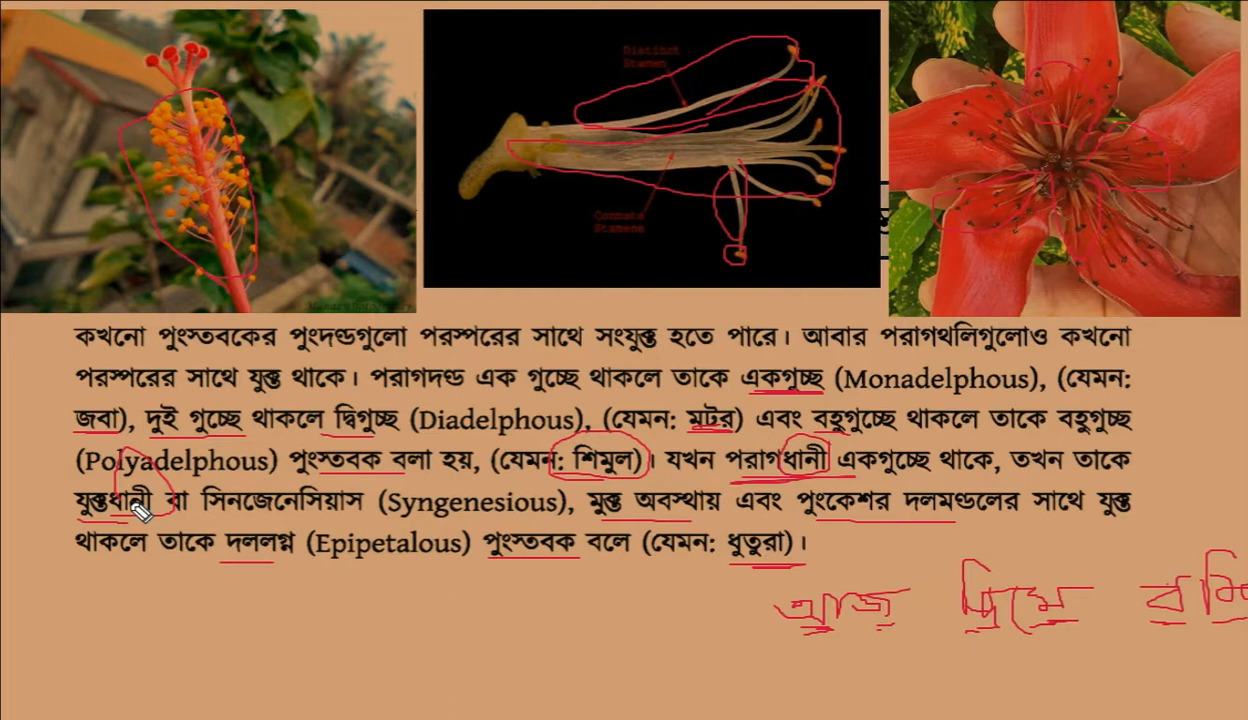 Distinct
Stamen
Connate
Stamens
কখনো পুংস্তবকের পুংদন্ডগুলো পরস্পরের সাথে সংযুক্ত হতে পারে। আবার পরাগথলিগুলোও কখনো
পরস্পরের সাথে যুক্ত থাকে। পরাগদণ্ড এক গুচ্ছে থাকলে তাকে একগুচ্ছ (Monadelphous), (যেমন:
জবা), দুই গুচ্ছে থাকলে দ্বিগুচ্ছ (Diadelphous), (যেমন: মটর) এবং বহুগুচ্ছে থাকলে তাকে বহুগুচ্ছ
(Polyadelphous) পুংস্তবক বলা হয়, (যেমন: শিমুল)। যখন পরাগধানী একগুচ্ছে থাকে, তখন তাকে
যুক্তধানী বা সিনজেনেসিয়াস (Syngenesious), মুক্ত অবস্থায় এবং পুংকেশর দলমণ্ডলের সাথে যুক্ত
থাকলে তাকে দললগ্ন (Epipetalous) পুংস্তবক বলে (যেমন: ধুতুরা)।